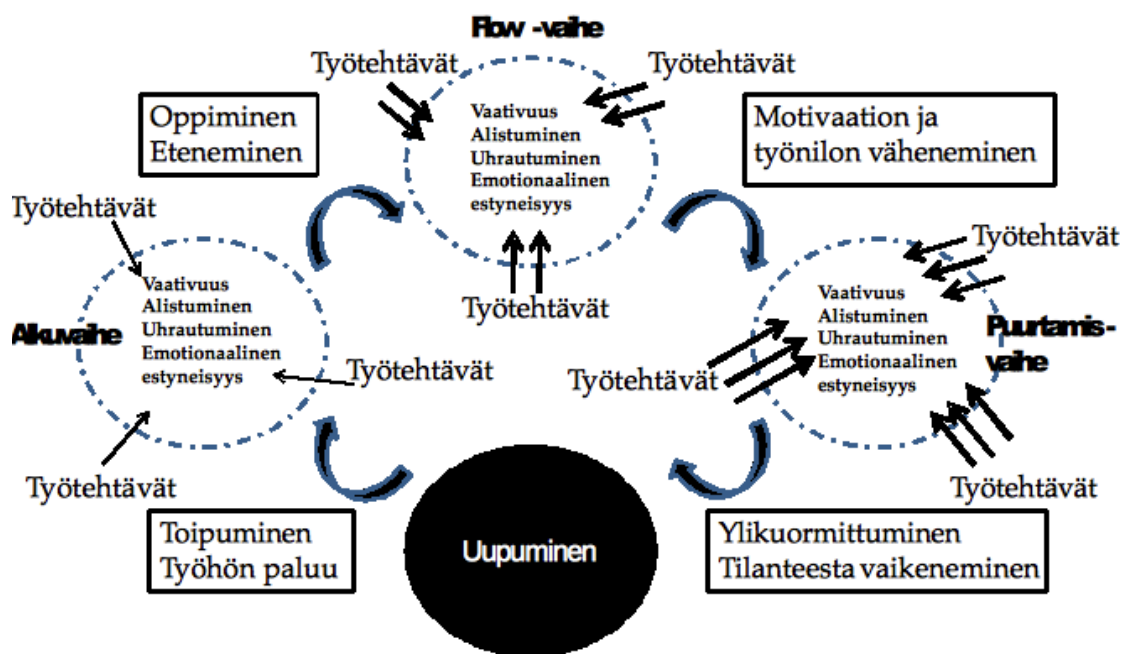 Flow -vaihe
Työtehtävät
Työtehtävät
Oppiminen
Eteneminen
Vaativuus
Alistuminen
Uhrautuminen
Emotionaalinen
estyneisyys
Motivaation ja
työnilon väheneminen
Työtehtävät
Työtehtävät
Työtehtävät
Alkuvaihe
Vaativuus
Alistuminen
Uhrautuminen
Emotionaalinen
estyneisyys
Työtehtävät
Työtehtävät
Vaativuus
Alistuminen
Uhrautuminen
Emotionaalinen
estyneisyys
Puurtamis-
vaihe
Työtehtävät
Työtehtävät
Toipuminen
Työhön paluu
Uupuminen
Ylikuormittuminen
Tilanteesta vaikeneminen